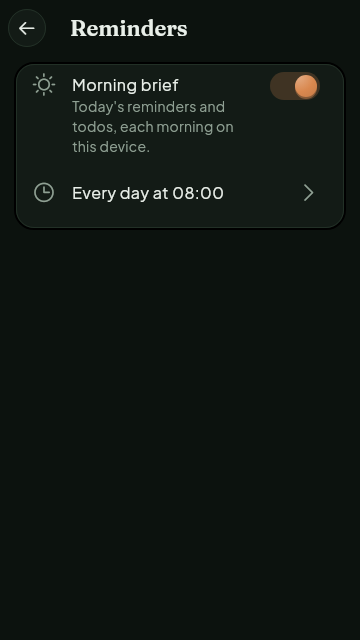 Reminders
Morning brief
Today's reminders and
todos, each morning on
this device.
Every day at 08:00